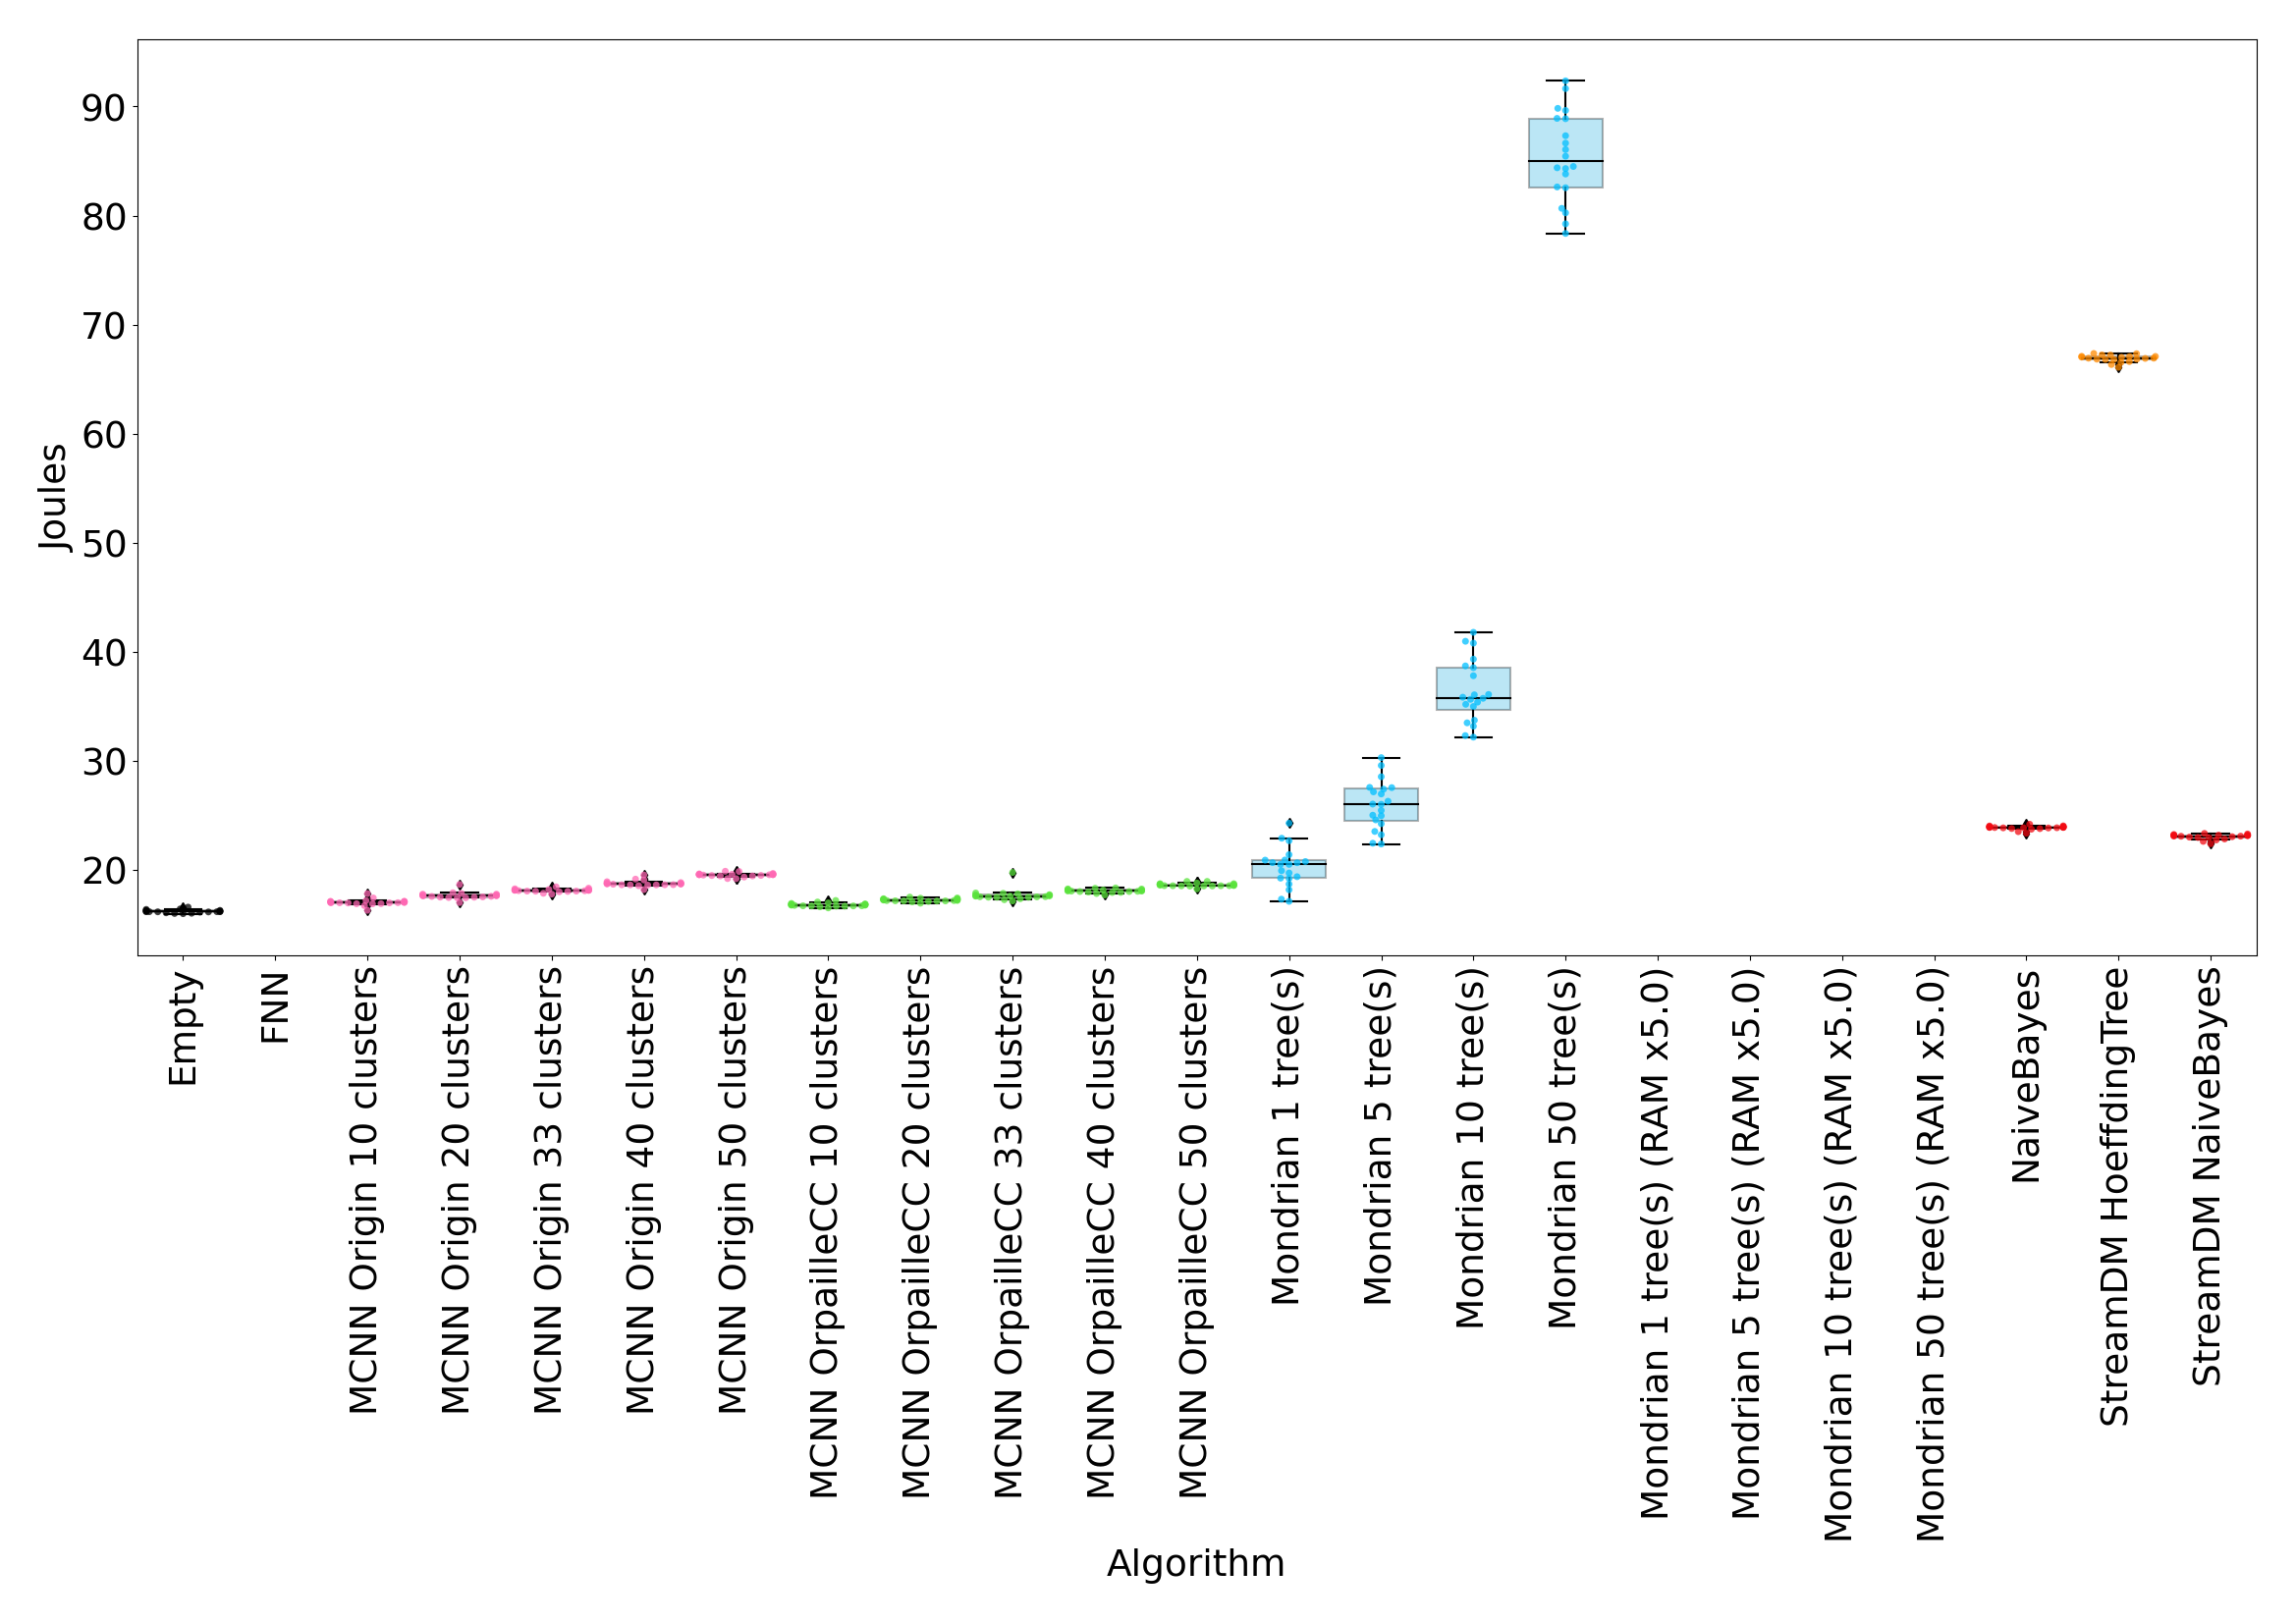 90
80
70
60
50
40
30
20
Joules
Empty
FNN
MCNN Origin 10 clusters
MCNN Origin 20 clusters
MCNN Origin 33 clusters
MCNN Origin 40 clusters
MCNN Origin 50 clusters
MCNN OrpailleCC 10 clusters
MCNN OrpailleCC 20 clusters
MCNN OrpailleCC 33 clusters
MCNN OrpailleCC 40 clusters
MCNN OrpailleCC 50 clusters
Mondrian 1 tree(s)
Mondrian 5 tree(s)
Mondrian 10 tree(s)
Mondrian 50 tree(s)
Mondrian 1 tree(s) (RAM x5.0)
Mondrian 5 tree(s) (RAM x5.0)
Mondrian 10 tree(s) (RAM x5.0)
Mondrian 50 tree(s) (RAM x5.0)
NaiveBayes
StreamDM HoeffdingTree
StreamDM NaiveBayes
Algorithm